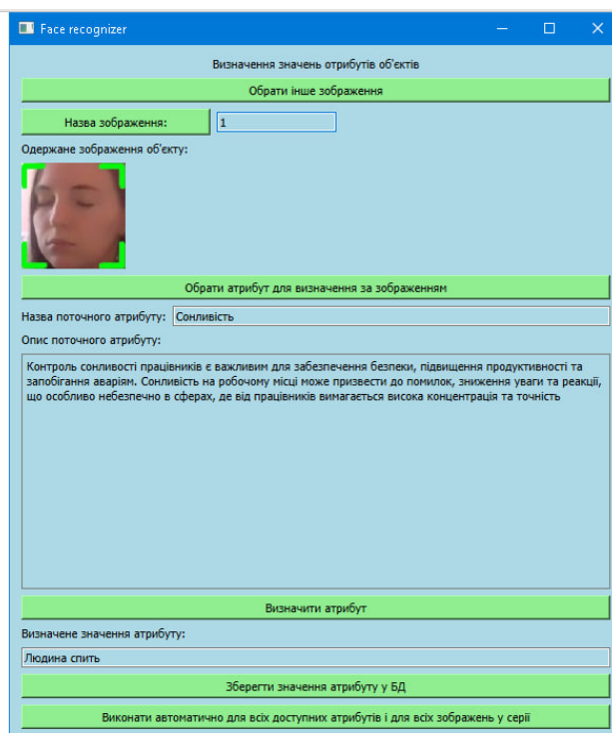 Face recognizer
Визначення значень отрибутів об'єктів
Обрати інше зображення
Назва зображення: 1
Одержане зображення об'єкту:
Обрати атрибут для визначення за зображенням
Назва поточного атрибуту: Сонливість
Опис поточного атрибуту:
Контроль сонливості працівників є важливим для забезпечення безпеки, підвищення продуктивності та
запобігання аваріям. Сонливість на робочому місці може призвести до помилок, зниження уваги та реакції,
що особливо небезпечно в сферах, де від працівників вимагається висока концентрація та точність
Визначити атрибут
Визначене значення атрибуту:
Людина спить
Зберегти значення атрибуту у БД
Виконати автоматично для всіх доступних атрибутів і для всіх зображень у серії